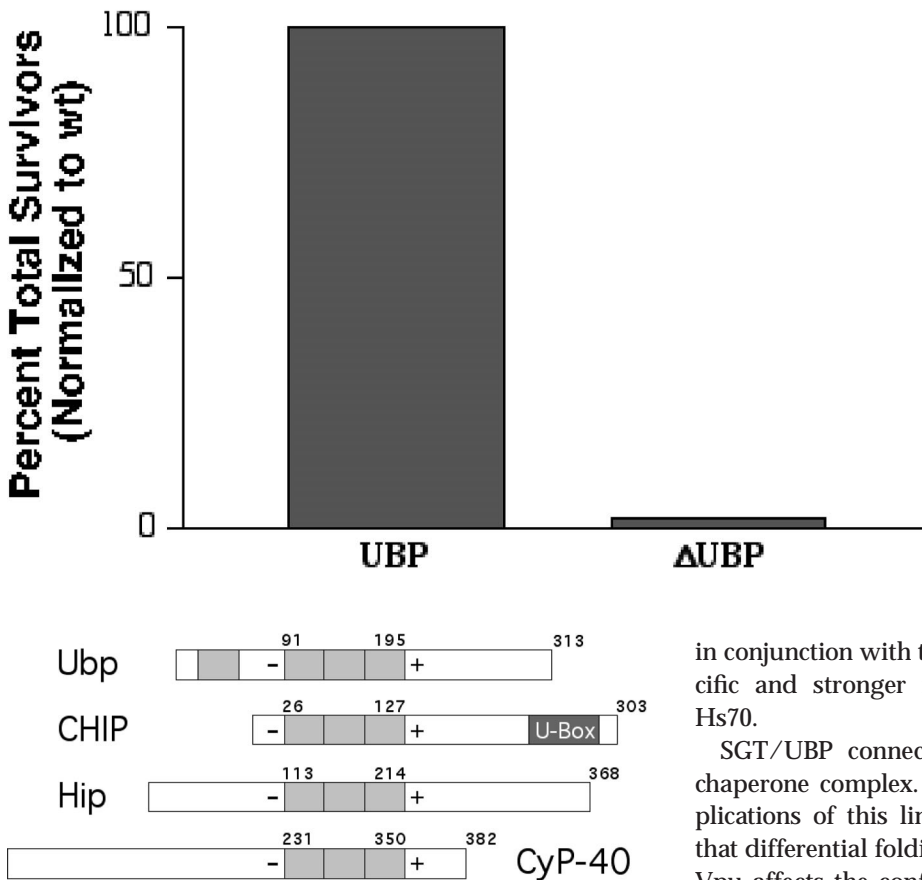 Percent Total Survivors
(Normalized to wt)
100
50
0
UBP
ΔUBP
Ubp
91
195
313
-
+
CHIP
26
127
303
-
+
U-Box
Hip
113
214
368
-
+
231
350
382
-
+
CyP-40
in conjunction with
cific and stronger
Hs70.
SGT/UBP connec
chaperone complex.
plications of this lin
that differential foldi
Vpu affects the cont